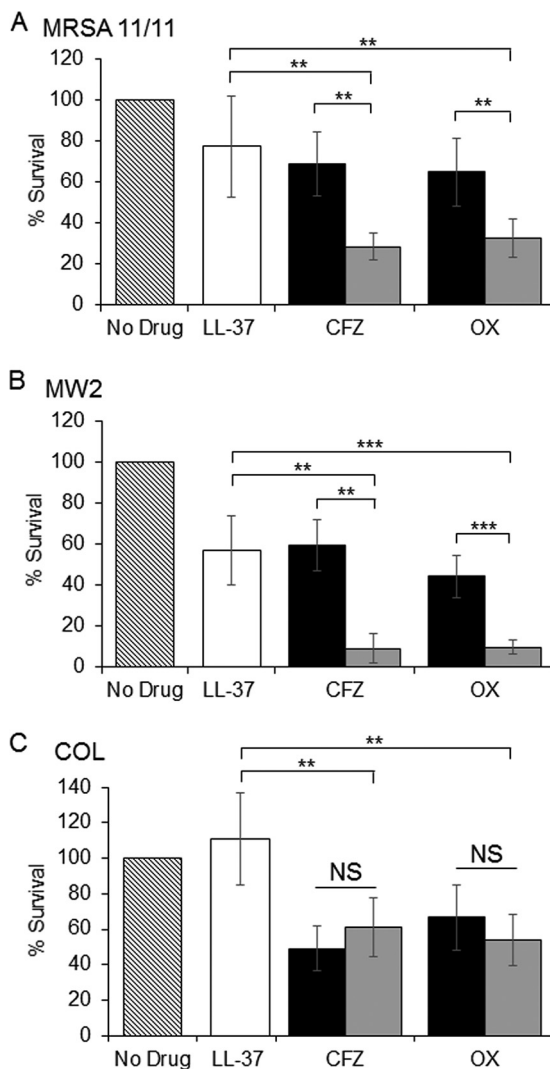 A MRSA 11/11
120
100
80
60
40
20
0
% Survival
**
**
**
**
No Drug LL-37 CFZ OX
B MW2
120
100
80
60
40
20
0
% Survival
***
**
**
***
No Drug LL-37 CFZ OX
C COL
140
120
100
80
60
40
20
0
% Survival
**
**
NS
NS
No Drug LL-37 CFZ OX